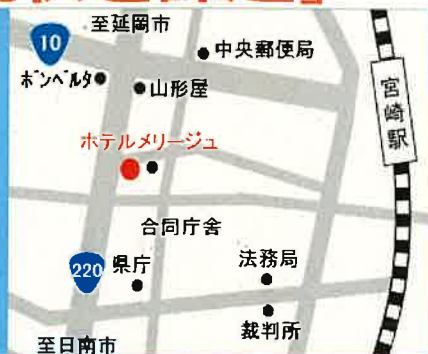 至延岡市
10
中央郵便局
ボンベルタ
山形屋
宮崎駅
ホテルメリージュ
合同庁舎
220
県庁
法務局
裁判所
至日南市